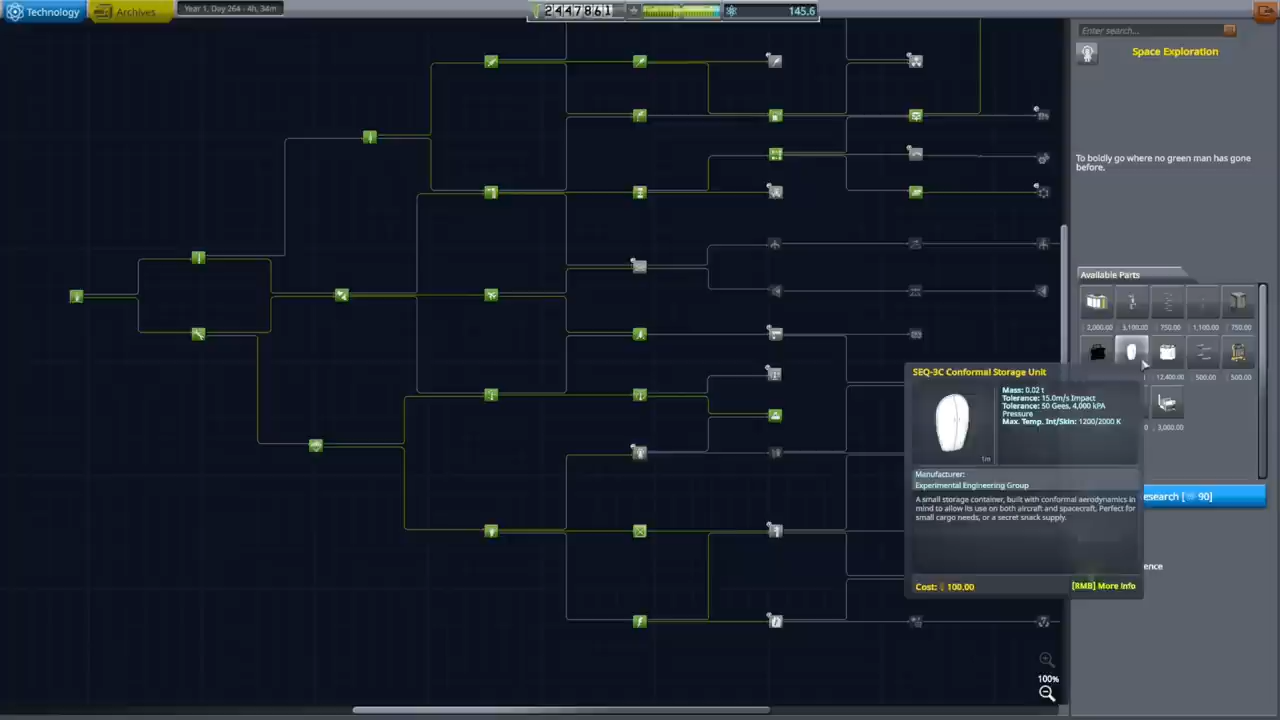 Technology
Archives
Year 1, Day 264 - 4h, 34m
2447861
145.6
Enter search...
Space Exploration
To boldly go where no green man has gone
before.
Available Parts
2,000.00 3,100.00 750.00 1,100.00 750.00
12,400.00 500.00 500.00
0 3,000.00
SEQ-3C Conformal Storage Unit
Mass: 0.02 t
Tolerance: 15.0m/s Impact
Tolerance: 50 Gees, 4,000 kPA
Pressure
Max. Temp. Int/Skin: 1200/2000 K
1m
Manufacturer:
Experimental Engineering Group
A small storage container, built with conformal aerodynamics in
mind to allow its use on both aircraft and spacecraft. Perfect for
small cargo needs, or a secret snack supply.
Cost: 100.00
[RMB] More Info
esearch [90]
ence
100%